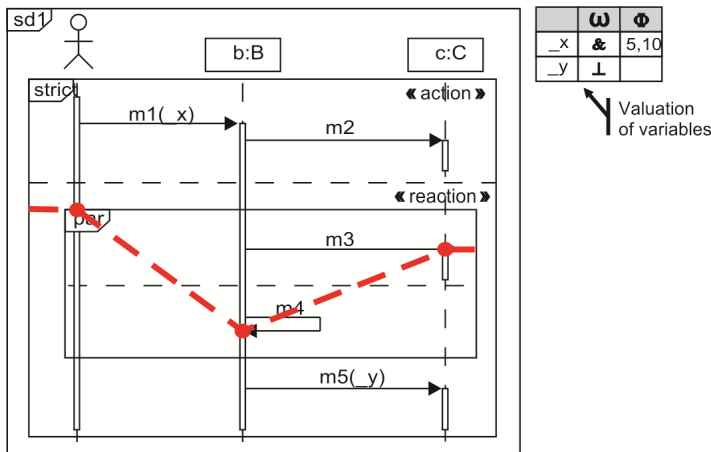 sd1
b:B
c:C
strict
« action »
m1(_x)
m2
« reaction »
par
m3
m4
m5(_y)
ω Φ
_x & 5,10
_y ⊥
Valuation
of variables